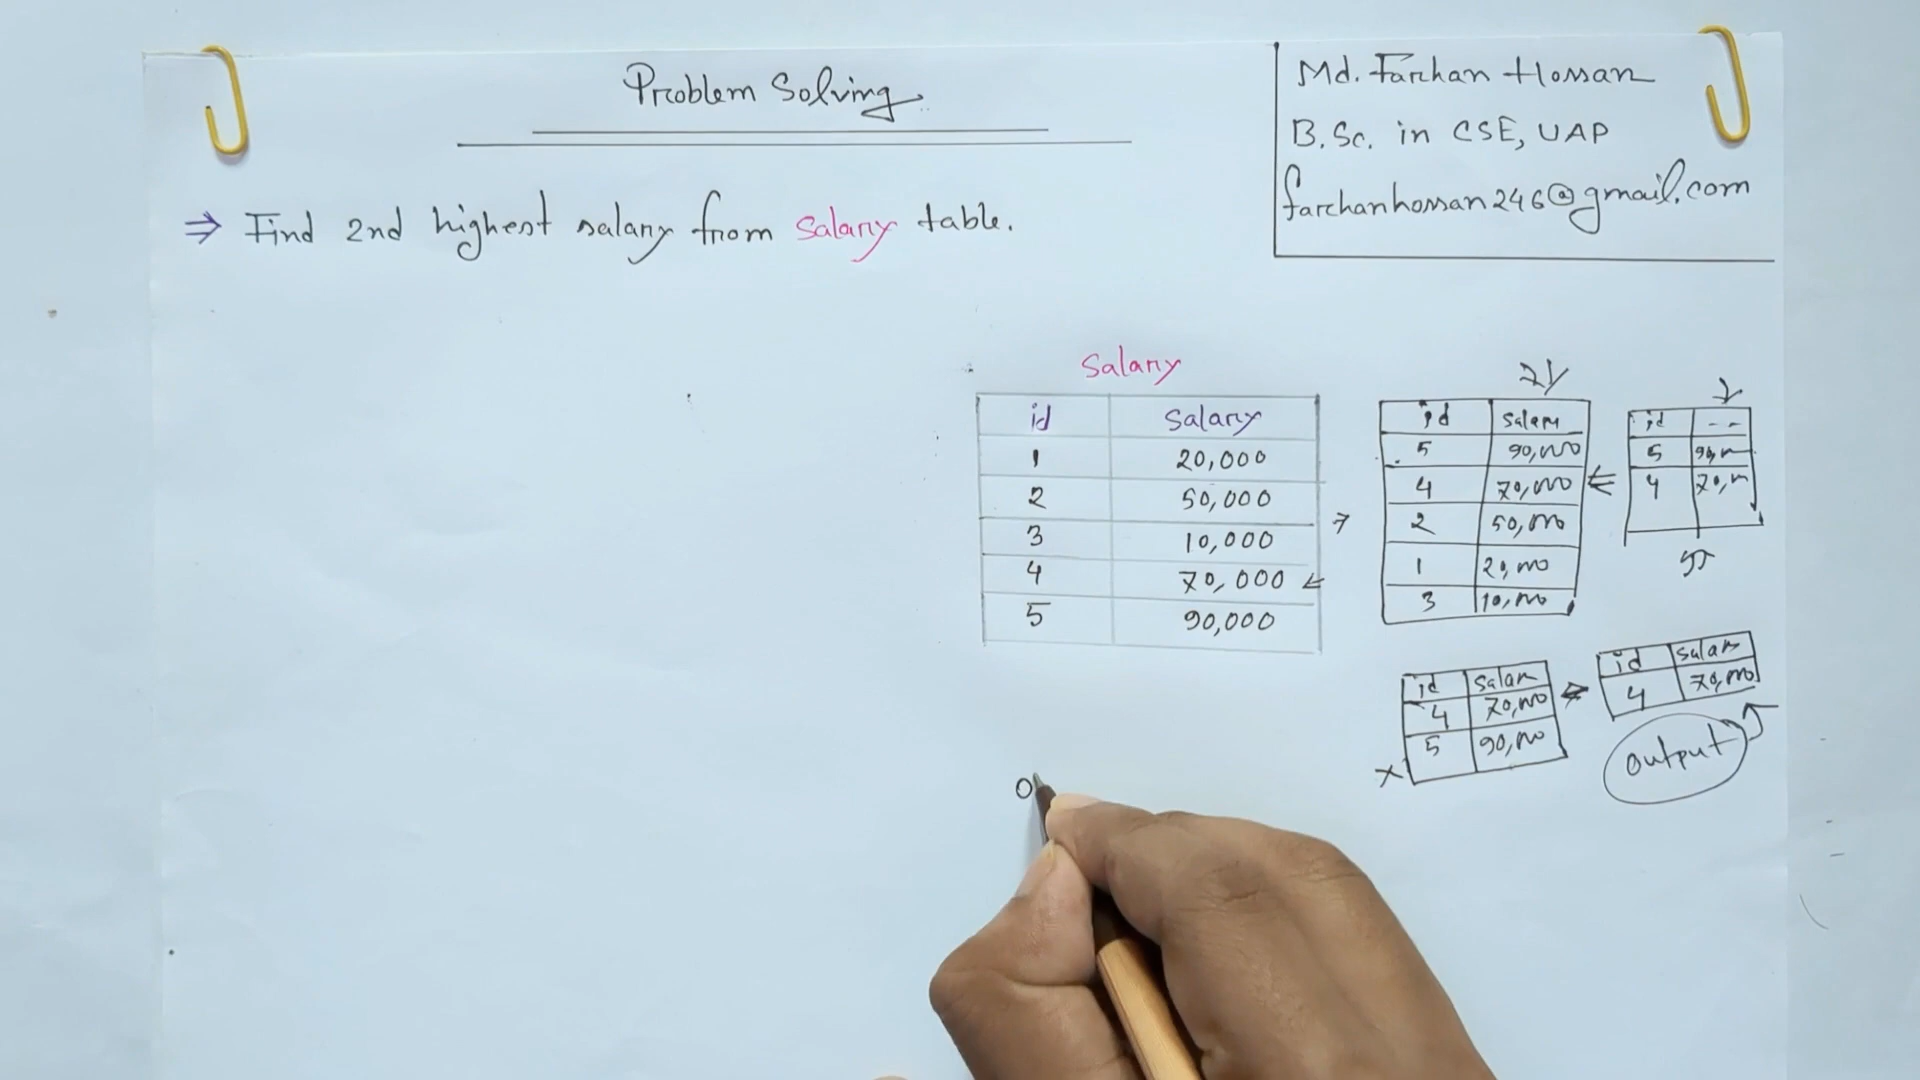 Problem Solving
Md. Farhan Hossan
B.Sc. in CSE, UAP
farhanhossan246@gmail.com
⇒ Find 2nd highest salary from Salary table.
Salary
id Salary
1 20,000
2 50,000
3 10,000
4 70,000
5 90,000
id Salary
5 90,000
4 70,000
2 50,000
1 20,000
3 10,000
id --
5
4
id Salary
4 70,000
5 90,000
id Salary
4 70,000
output
0